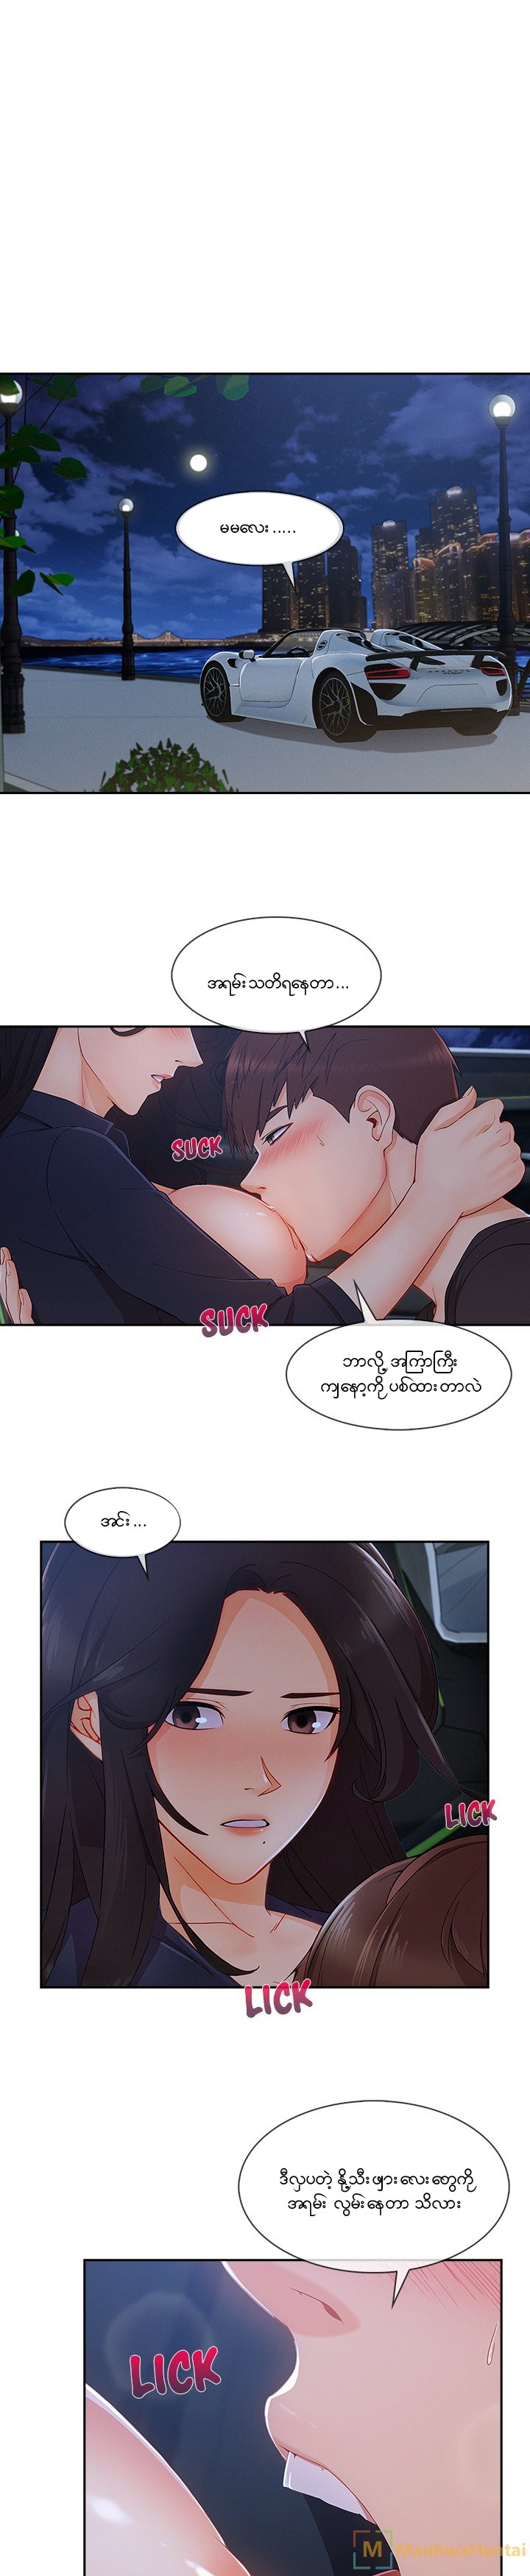 မမလေး.....
အရမ်းသတိရနေတာ...
SUCK
SUCK
ဘာလို့ အကြာကြီး
ကျနော့ကို ပစ်ထားတာလဲ
အင်း...
LICK
LICK
ဒီလှပတဲ့ နို့သီးဖျားလေးတွေကို
အရမ်း လွမ်းနေတာ သိလား
LICK
M ManhwaHentai